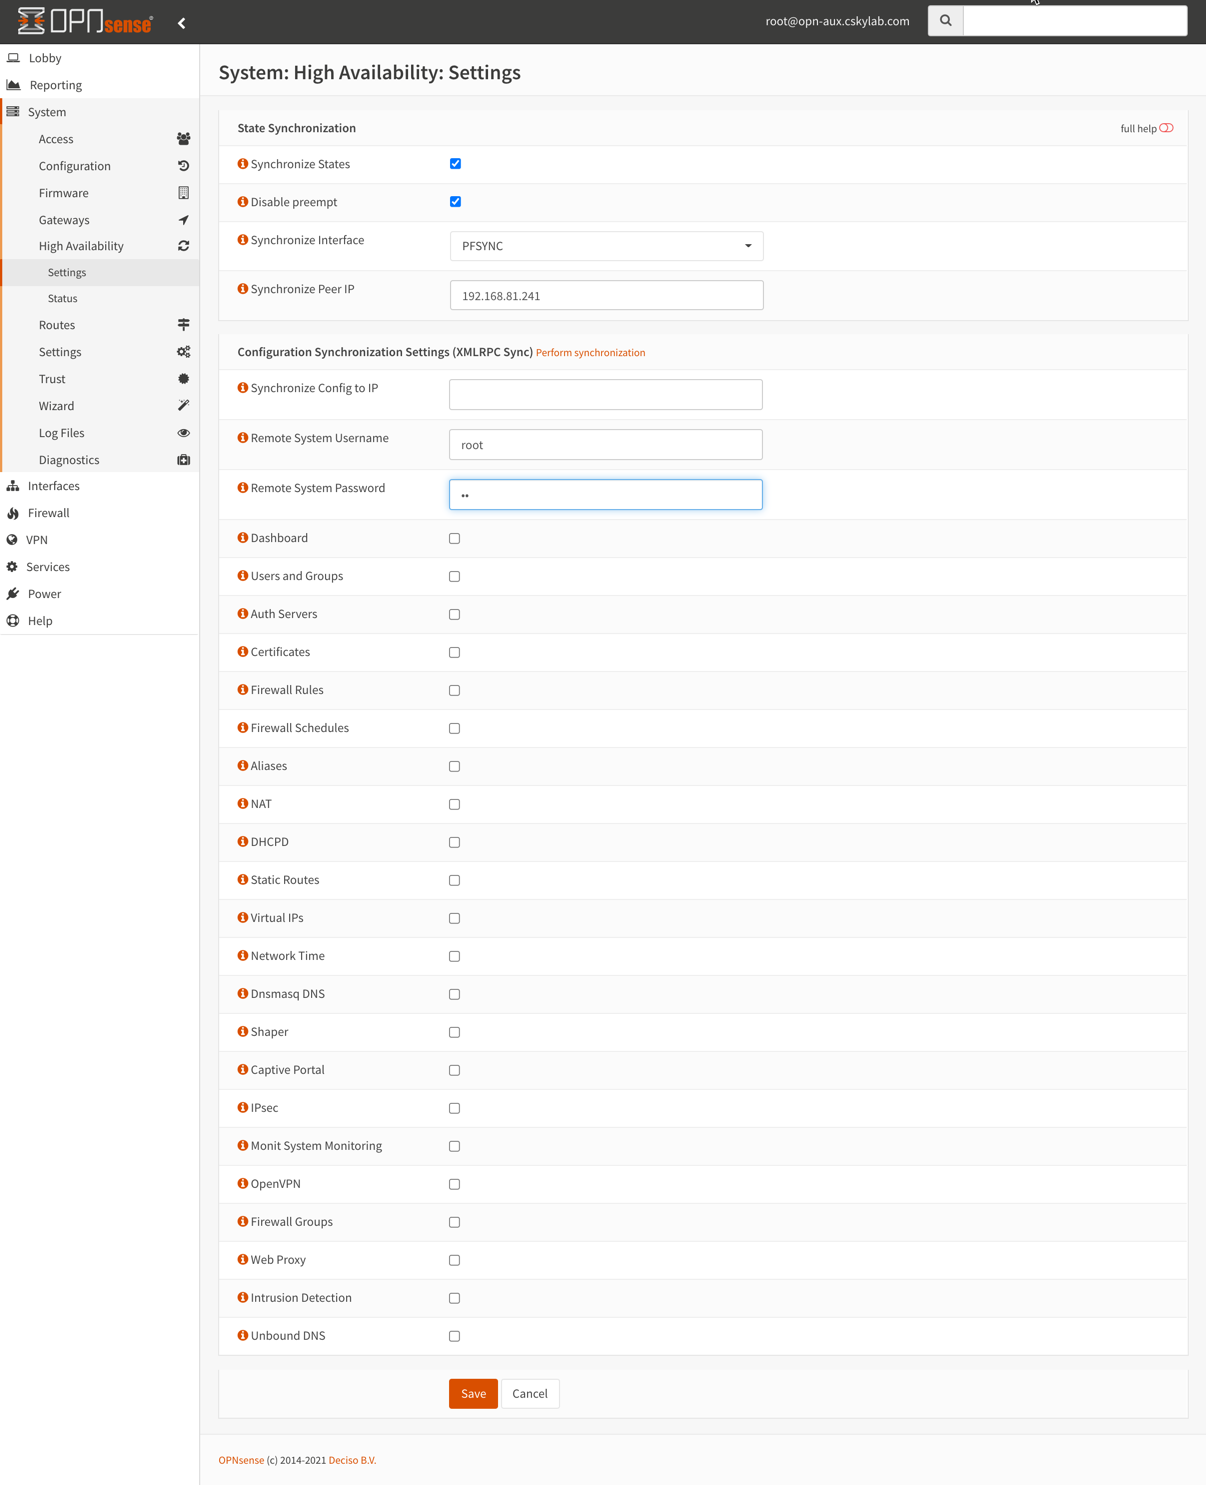 OPNsense
root@opn-aux.cskylab.com
Lobby
Reporting
System
Access
Configuration
Firmware
Gateways
High Availability
Settings
Status
Routes
Settings
Trust
Wizard
Log Files
Diagnostics
Interfaces
Firewall
VPN
Services
Power
Help
System: High Availability: Settings
State Synchronization full help
Synchronize States
Disable preempt
Synchronize Interface PFSYNC
Synchronize Peer IP 192.168.81.241
Configuration Synchronization Settings (XMLRPC Sync) Perform synchronization
Synchronize Config to IP
Remote System Username root
Remote System Password ••
Dashboard
Users and Groups
Auth Servers
Certificates
Firewall Rules
Firewall Schedules
Aliases
NAT
DHCPD
Static Routes
Virtual IPs
Network Time
Dnsmasq DNS
Shaper
Captive Portal
IPsec
Monit System Monitoring
OpenVPN
Firewall Groups
Web Proxy
Intrusion Detection
Unbound DNS
Save Cancel
OPNsense (c) 2014-2021 Deciso B.V.